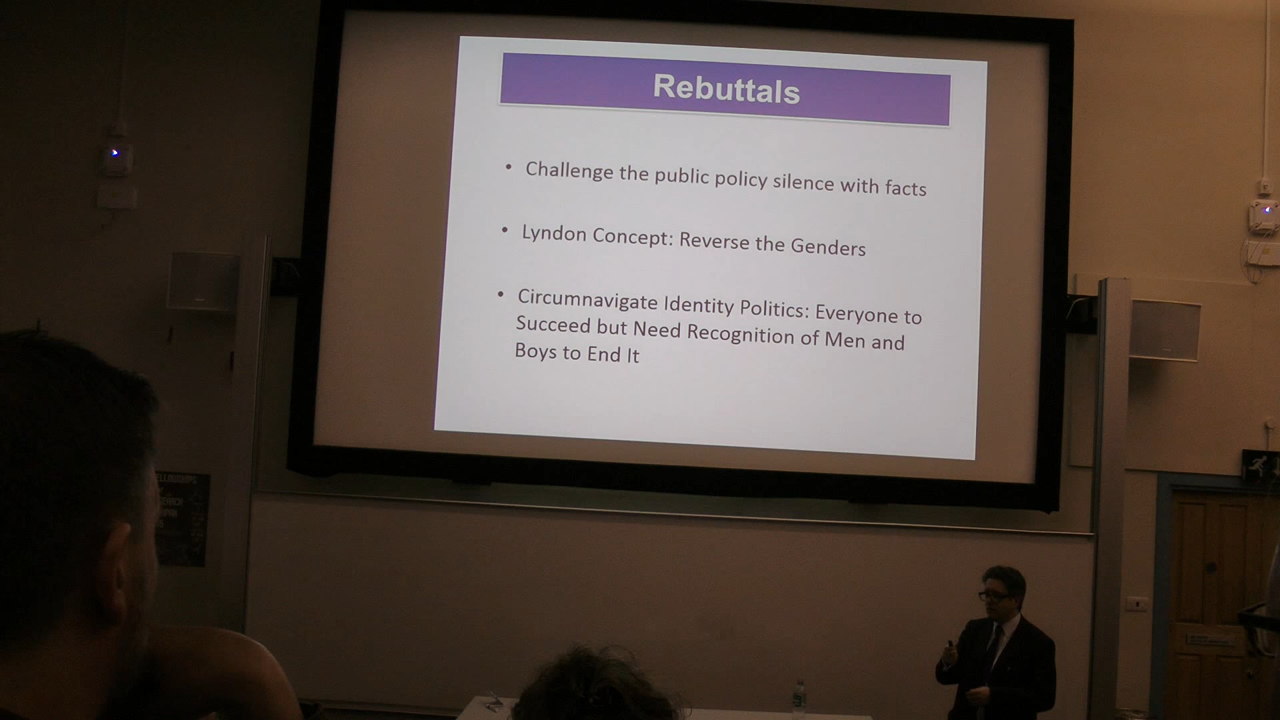 Rebuttals
• Challenge the public policy silence with facts
• Lyndon Concept: Reverse the Genders
• Circumnavigate Identity Politics: Everyone to
Succeed but Need Recognition of Men and
Boys to End It